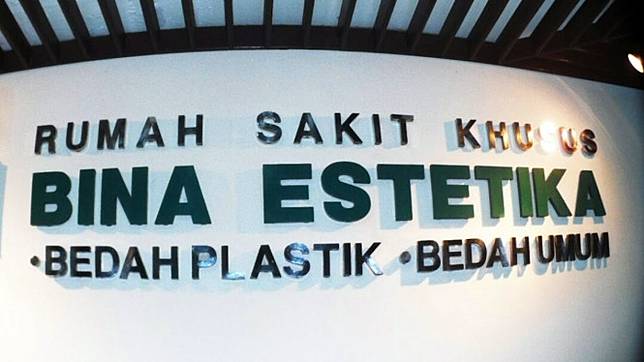 RUMAH SAKIT KHUSUS
BINA ESTETIKA
•BEDAH PLASTIK •BEDAH UMUM